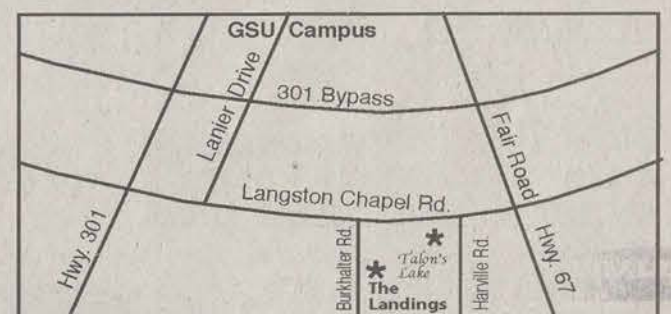 GSU Campus
Lanier Drive
301 Bypass
Fair Road
Langston Chapel Rd.
Hwy. 301
Burkhalter Rd.
Talon's
Lake
The
Landings
Harville Rd.
Hwy. 67